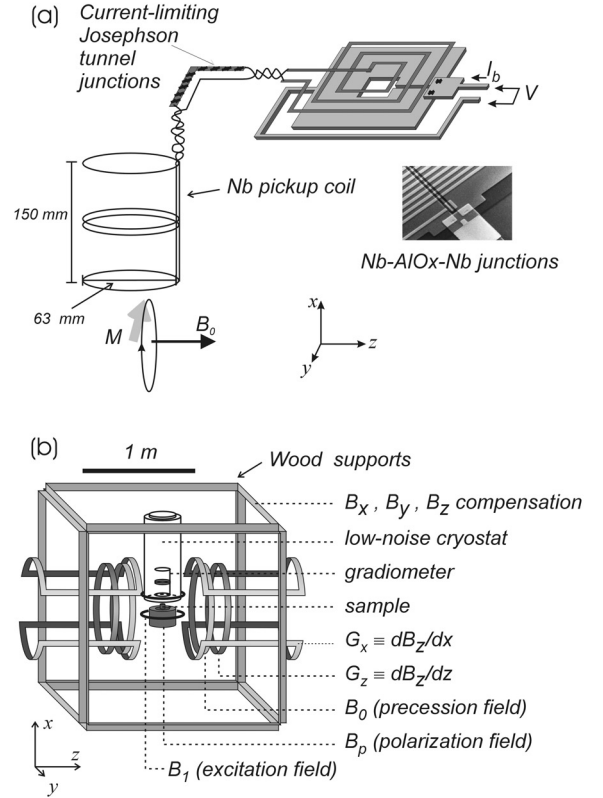 (a)
Current-limiting
Josephson
tunnel
junctions
I_b
V
Nb pickup coil
150 mm
Nb-AlOx-Nb junctions
63 mm
M
B_0
x
z
y
(b)
1 m
Wood supports
B_x , B_y , B_z compensation
low-noise cryostat
gradiometer
sample
G_x ≡ dB_z/dx
G_z ≡ dB_z/dz
B_0 (precession field)
B_p (polarization field)
B_1 (excitation field)
x
z
y